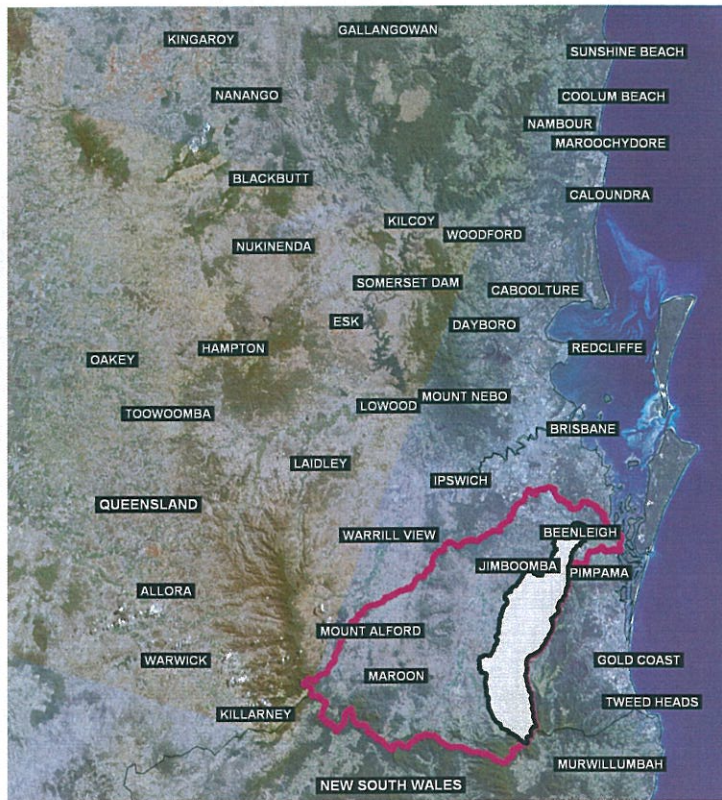 GALLANGOWAN
KINGAROY
SUNSHINE BEACH
NANANGO
COOLUM BEACH
NAMBOUR
MAROOCHYDORE
BLACKBUTT
CALOUNDRA
KILCOY
WOODFORD
NUKINENDA
SOMERSET DAM
CABOOLTURE
ESK
DAYBORO
HAMPTON
REDCLIFFE
OAKEY
MOUNT NEBO
LOWOOD
TOOWOOMBA
BRISBANE
LAIDLEY
IPSWICH
QUEENSLAND
WARRILL VIEW
BEENLEIGH
JIMBOOMBA
PIMPAMA
ALLORA
MOUNT ALFORD
WARWICK
GOLD COAST
MAROON
TWEED HEADS
KILLARNEY
MURWILLUMBAH
NEW SOUTH WALES